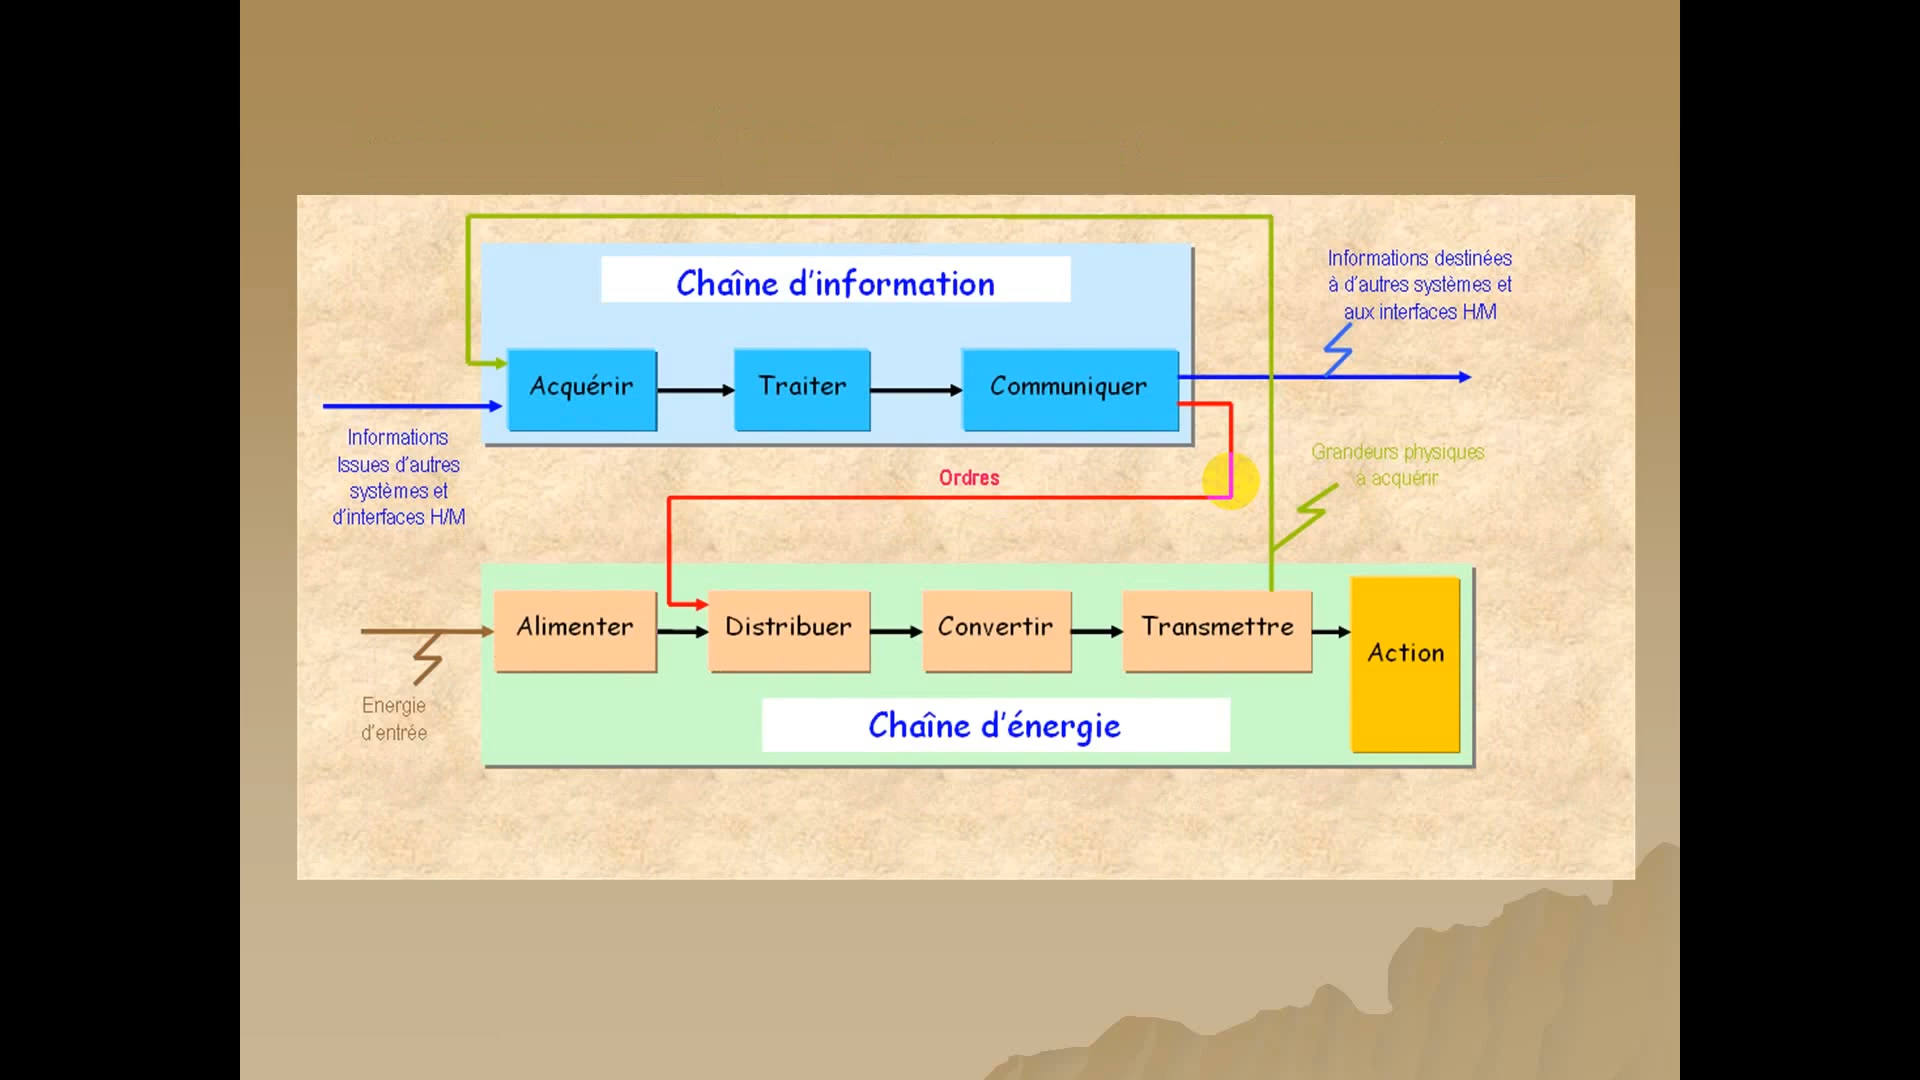 Chaîne d'information
Informations destinées
à d'autres systèmes et
aux interfaces H/M
Acquérir
Traiter
Communiquer
Informations
Issues d'autres
systèmes et
d'interfaces H/M
Ordres
Grandeurs physiques
à acquérir
Alimenter
Distribuer
Convertir
Transmettre
Action
Energie
d'entrée
Chaîne d'énergie